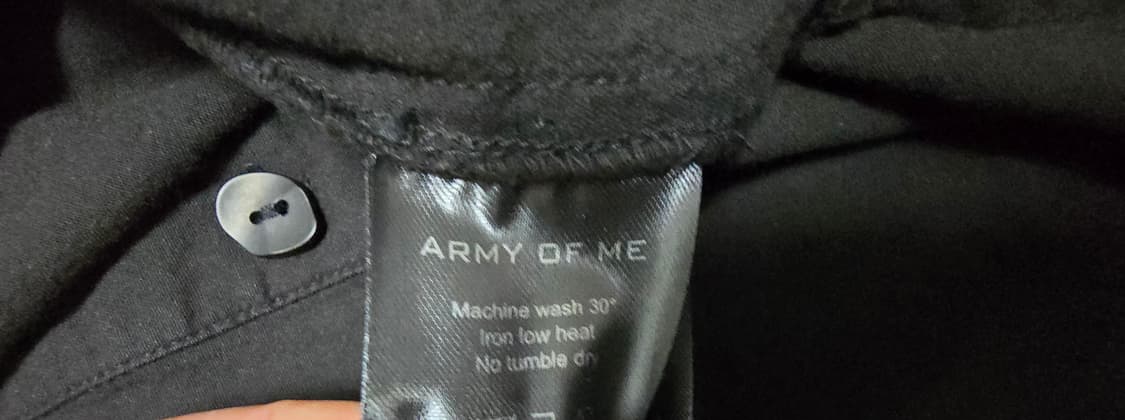 ARMY OF ME
Machine wash 30°
Iron low heat
No tumble dry